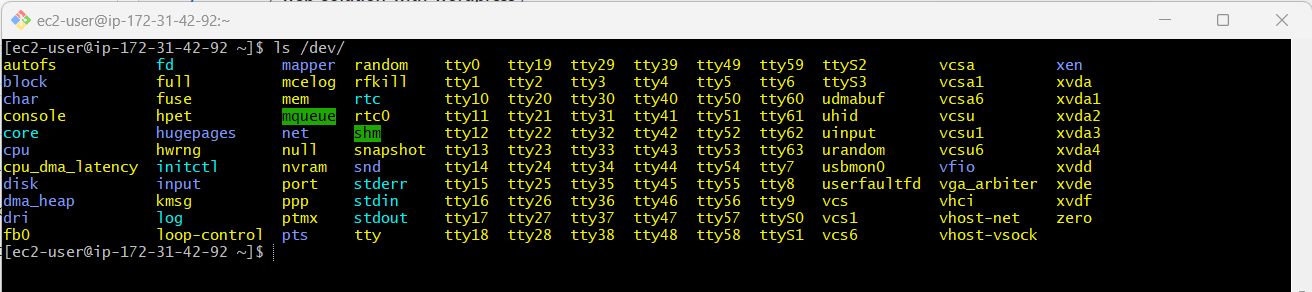 ec2-user@ip-172-31-42-92:~
[ec2-user@ip-172-31-42-92 ~]$ ls /dev/
autofs fd mapper random tty0 tty19 tty29 tty39 tty49 tty59 ttyS2 vcsa xen
block full mcelog rfkill tty1 tty2 tty3 tty4 tty5 tty6 ttyS3 vcsa1 xvda
char fuse mem rtc tty10 tty20 tty30 tty40 tty50 tty60 udmabuf vcsa6 xvda1
console hpet mqueue rtc0 tty11 tty21 tty31 tty41 tty51 tty61 uhid vcsu xvda2
core hugepages net shm tty12 tty22 tty32 tty42 tty52 tty62 uinput vcsu1 xvda3
cpu hwrng null snapshot tty13 tty23 tty33 tty43 tty53 tty63 urandom vcsu6 xvda4
cpu_dma_latency initctl nvram snd tty14 tty24 tty34 tty44 tty54 tty7 usbmon0 vfio xvdd
disk input port stderr tty15 tty25 tty35 tty45 tty55 tty8 userfaultfd vga_arbiter xvde
dma_heap kmsg ppp stdin tty16 tty26 tty36 tty46 tty56 tty9 vcs vhci xvdf
dri log ptmx stdout tty17 tty27 tty37 tty47 tty57 ttyS0 vcs1 vhost-net zero
fb0 loop-control pts tty tty18 tty28 tty38 tty48 tty58 ttyS1 vcs6 vhost-vsock
[ec2-user@ip-172-31-42-92 ~]$